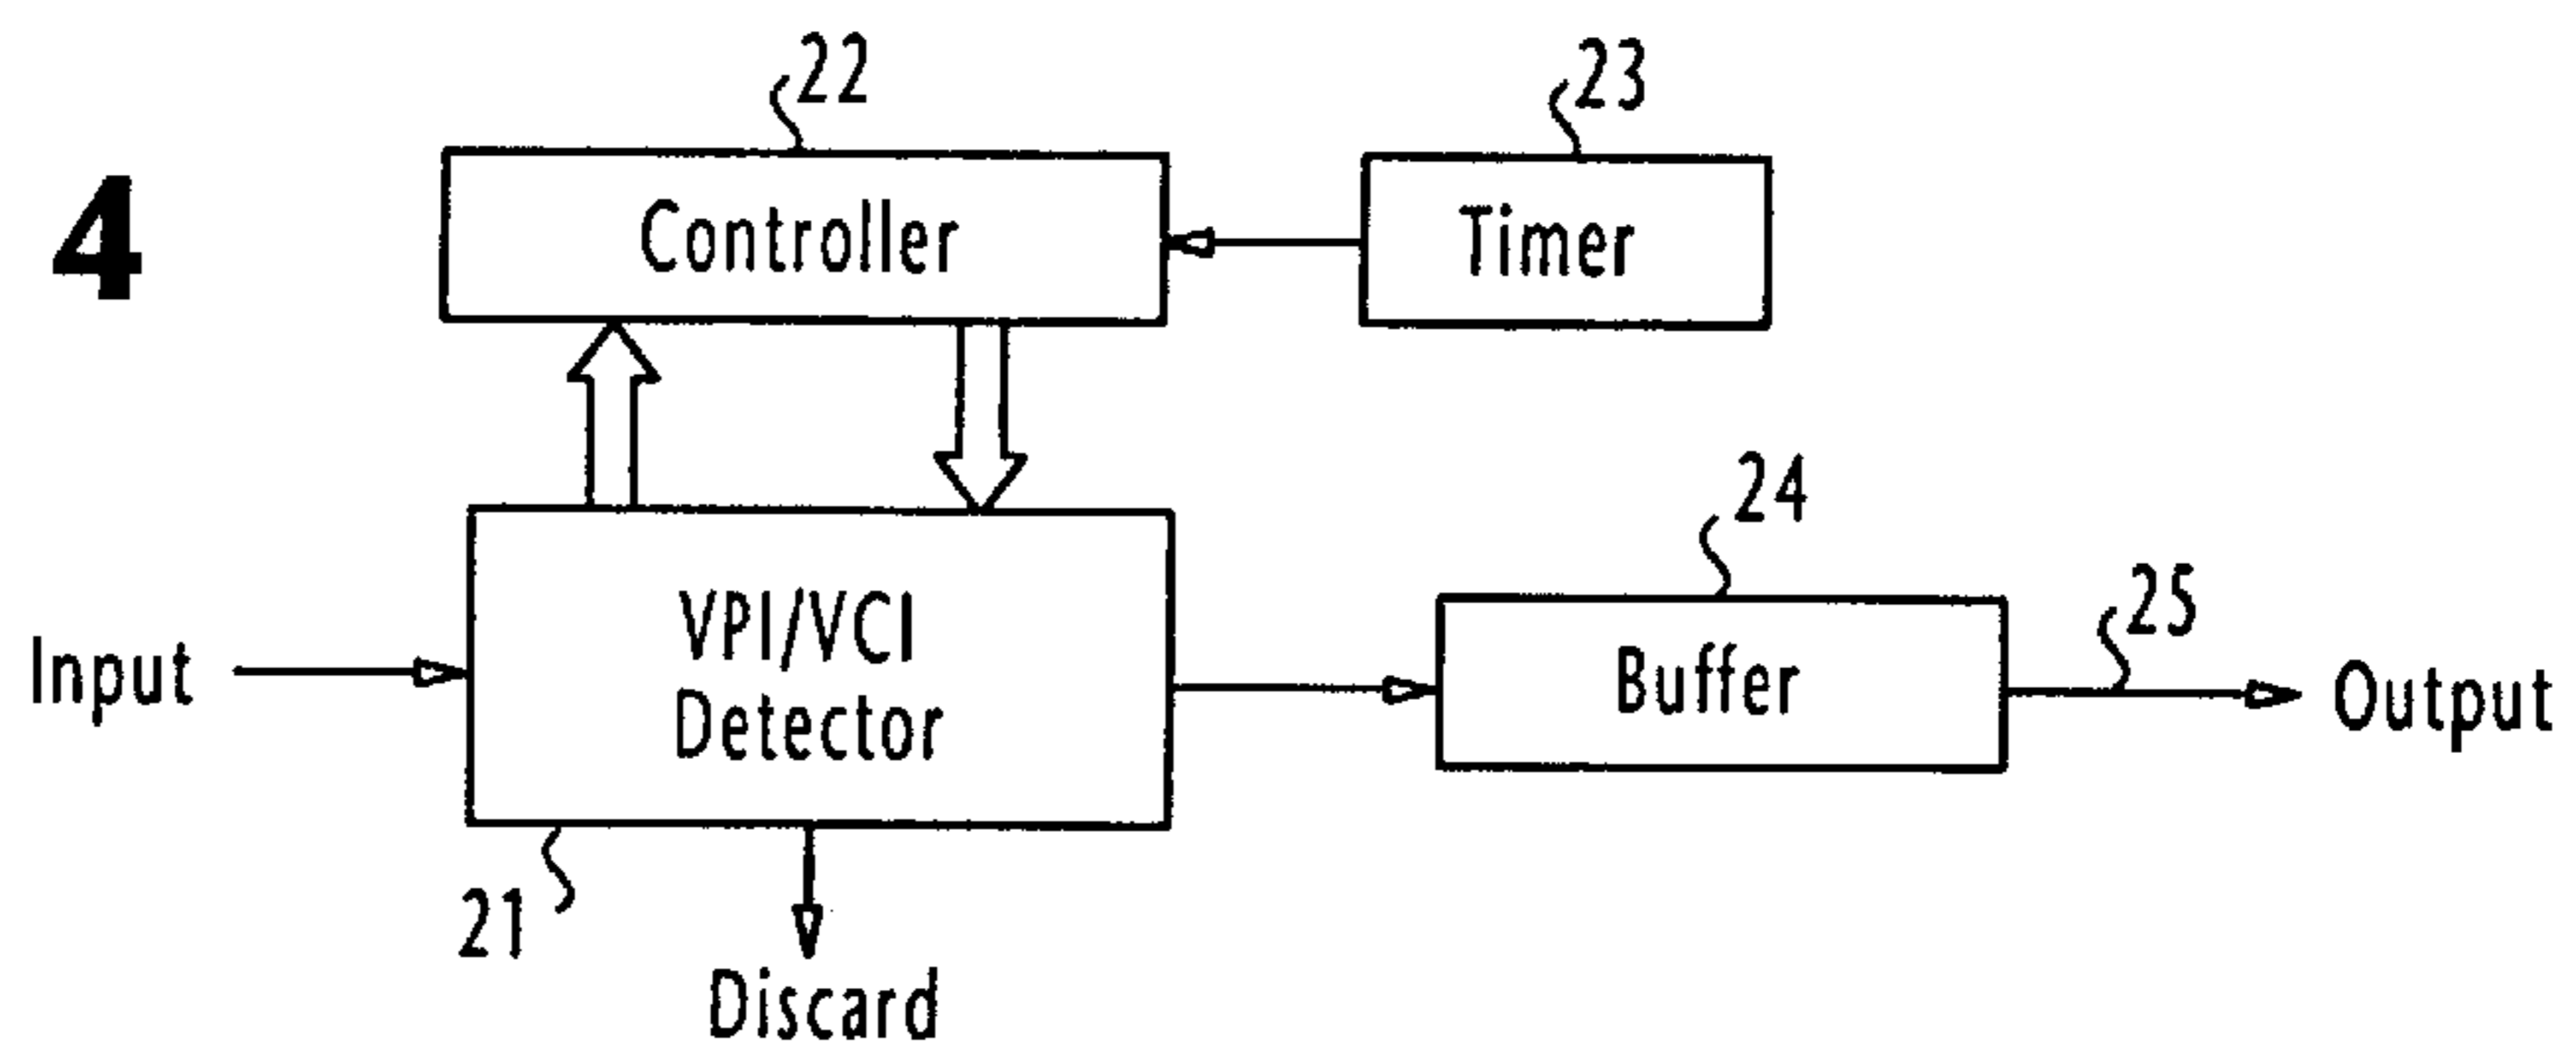 22
23
4
Controller
Timer
24
VPI/VCI
Detector
25
Input
Buffer
Output
21
Discard